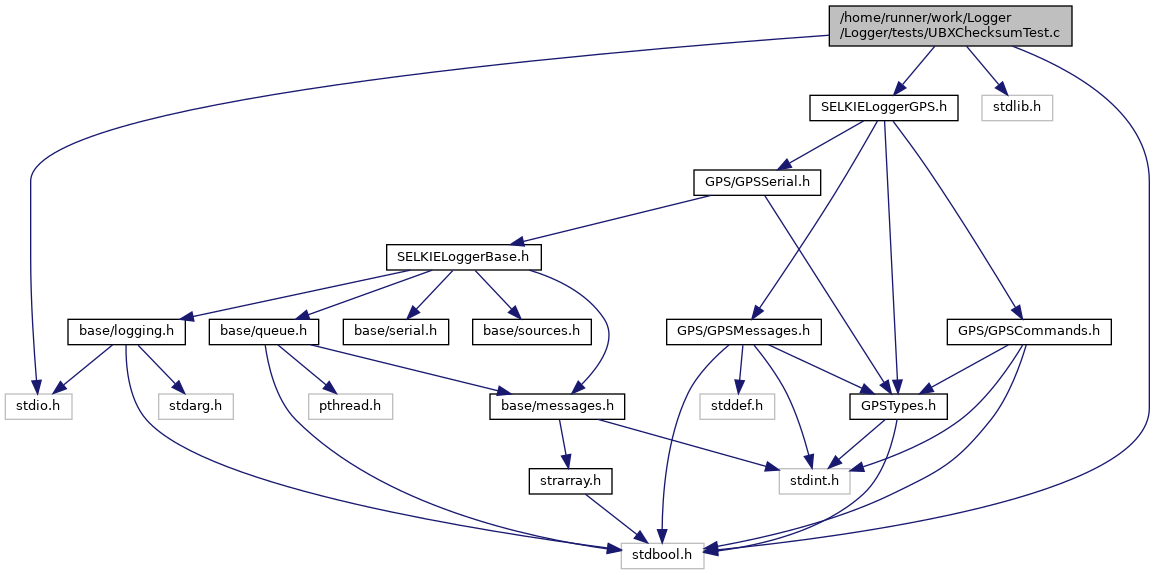 /home/runner/work/Logger
/Logger/tests/UBXChecksumTest.c
SELKIELoggerGPS.h
stdlib.h
GPS/GPSSerial.h
SELKIELoggerBase.h
base/logging.h
base/queue.h
base/serial.h
base/sources.h
GPS/GPSMessages.h
GPS/GPSCommands.h
stdio.h
stdarg.h
pthread.h
base/messages.h
stddef.h
GPSTypes.h
strarray.h
stdint.h
stdbool.h